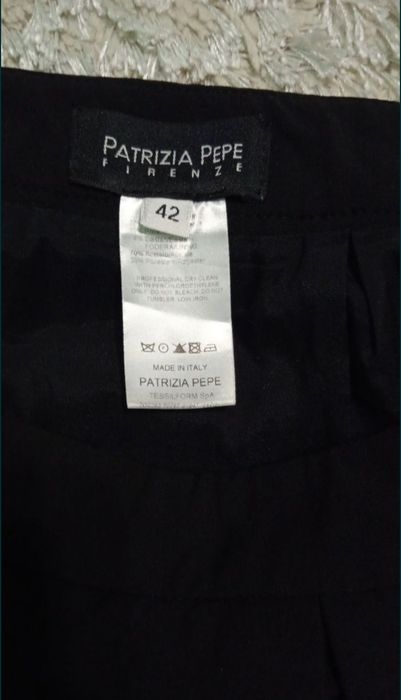 PATRIZIA PEPE
FIRENZE
42
PROFESSIONAL DRY CLEAN
WITH PERCHLOROETHYLENE
ONLY. DO NOT BLEACH. DO NOT
TUMBLER. LOW IRON.
MADE IN ITALY
PATRIZIA PEPE
TESSILFORM SpA